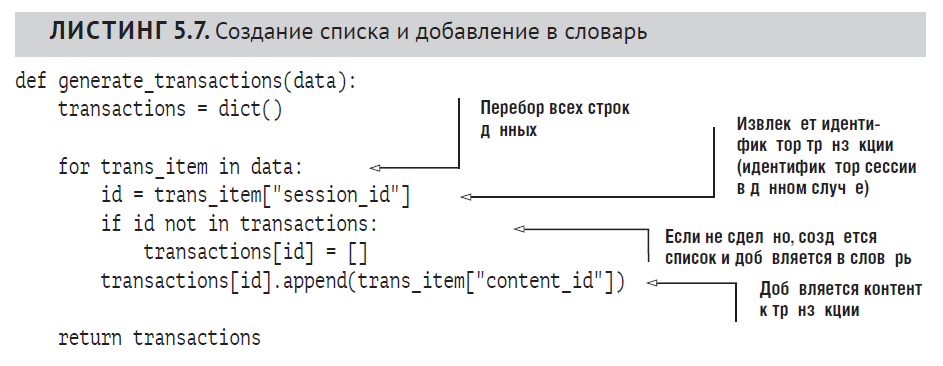 ЛИСТИНГ 5.7. Создание списка и добавление в словарь
def generate_transactions(data):
    transactions = dict()
    for trans_item in data:
        id = trans_item["session_id"]
        if id not in transactions:
            transactions[id] = []
        transactions[id].append(trans_item["content_id"])
    return transactions
Перебор всех строк
д нных
Извлек ет иденти-
фик тор тр нз кции
(идентифик тор сессии
в д нном случ е)
Если не сдел но, созд ется
список и доб вляется в слов рь
Доб вляется контент
к тр нз кции